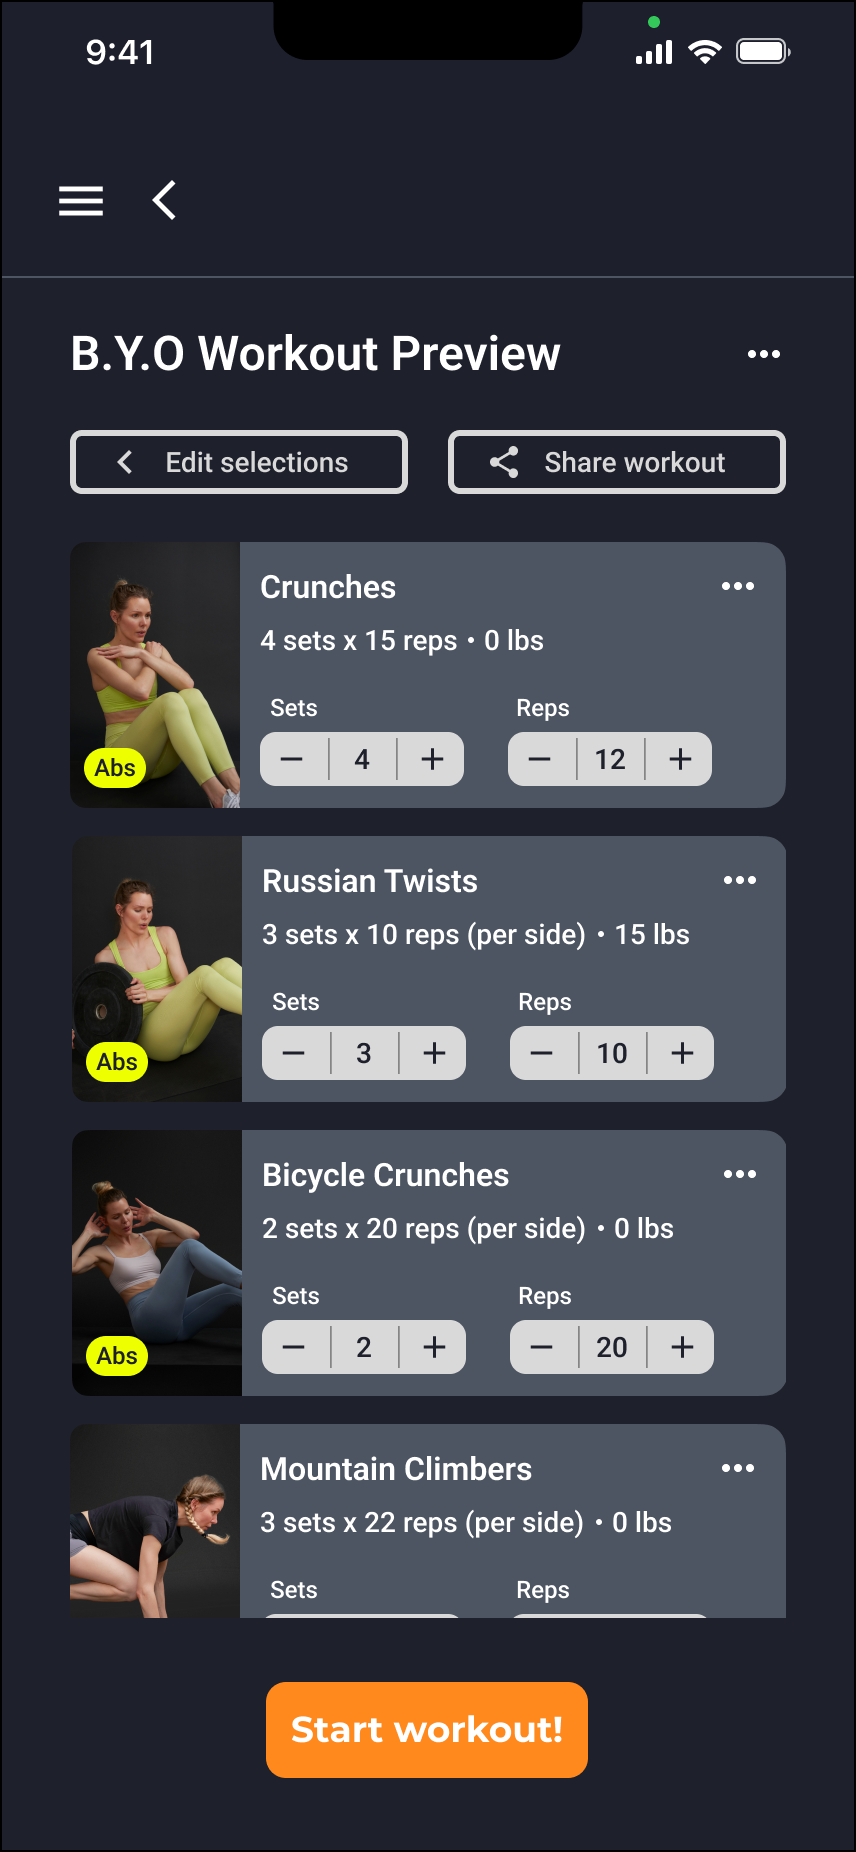 9:41
B.Y.O Workout Preview
Edit selections
Share workout
Crunches
4 sets x 15 reps • 0 lbs
Sets
Reps
4
12
Abs
Russian Twists
3 sets x 10 reps (per side) • 15 lbs
Sets
Reps
3
10
Abs
Bicycle Crunches
2 sets x 20 reps (per side) • 0 lbs
Sets
Reps
2
20
Abs
Mountain Climbers
3 sets x 22 reps (per side) • 0 lbs
Sets
Reps
Start workout!